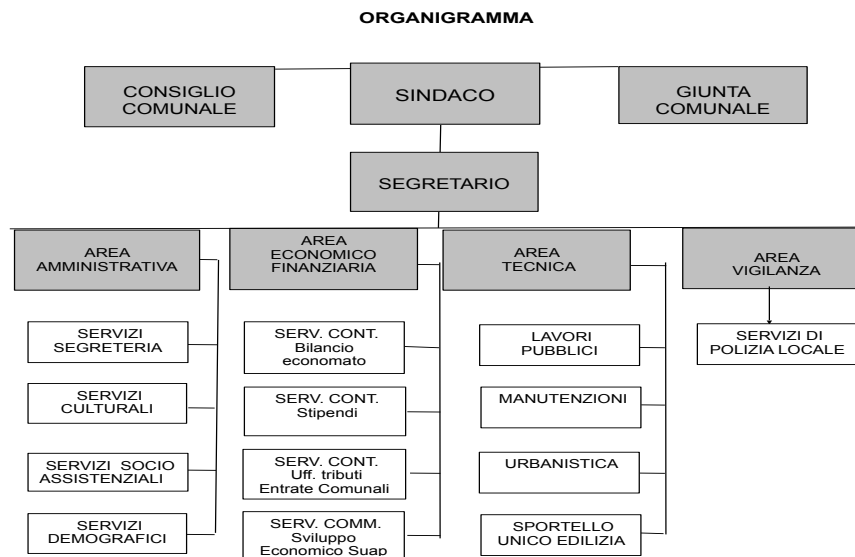 ORGANIGRAMMA
CONSIGLIO
COMUNALE
SINDACO
GIUNTA
COMUNALE
SEGRETARIO
AREA
AMMINISTRATIVA
AREA
ECONOMICO
FINANZIARIA
AREA
TECNICA
AREA
VIGILANZA
SERVIZI
SEGRETERIA
SERV. CONT.
Bilancio
economato
LAVORI
PUBBLICI
SERVIZI DI
POLIZIA LOCALE
SERVIZI
CULTURALI
SERV. CONT.
Stipendi
MANUTENZIONI
SERVIZI SOCIO
ASSISTENZIALI
SERV. CONT.
Uff. tributi
Entrate Comunali
URBANISTICA
SERVIZI
DEMOGRAFICI
SERV. COMM.
Sviluppo
Economico Suap
SPORTELLO
UNICO EDILIZIA